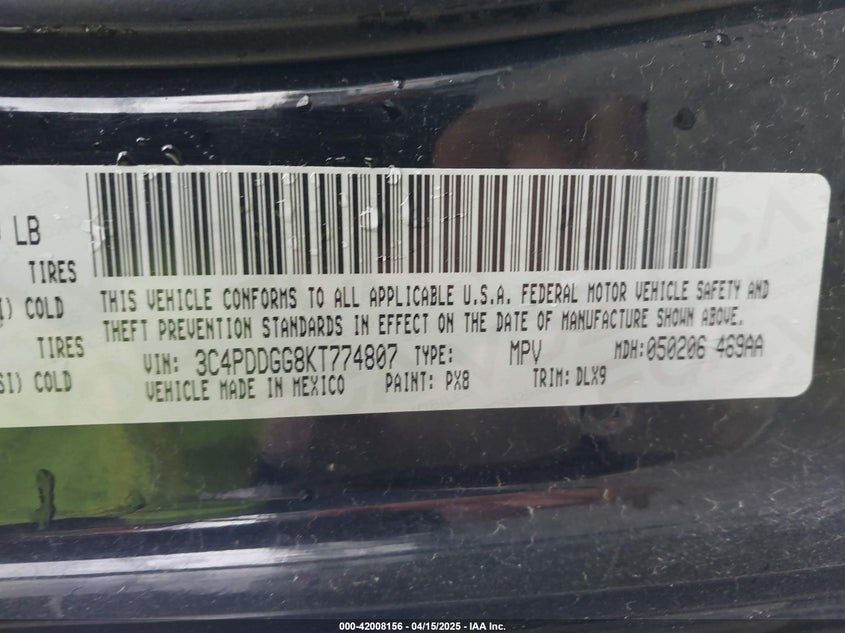 LB
TIRES
COLD
THIS VEHICLE CONFORMS TO ALL APPLICABLE U.S.A. FEDERAL MOTOR VEHICLE SAFETY AND
THEFT PREVENTION STANDARDS IN EFFECT ON THE DATE OF MANUFACTURE SHOWN ABOVE.
TIRES
VIN: 3C4PDDGG8KT774807 TYPE: MPV MDH:050206 469AA
SI) COLD
VEHICLE MADE IN MEXICO PAINT: PX8 TRIM: DLX9
000-42008156 - 04/15/2025 - IAA Inc.